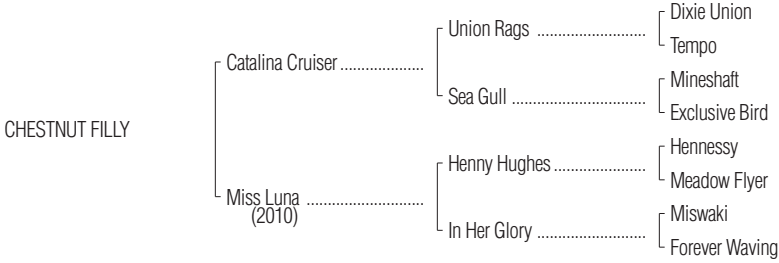 Dixie Union
Union Rags ....................
Tempo
Catalina Cruiser ...............
Mineshaft
Sea Gull .........................
Exclusive Bird
CHESTNUT FILLY
Hennessy
Henny Hughes .................
Meadow Flyer
Miss Luna .....................
(2010)
Miswaki
In Her Glory ....................
Forever Waving